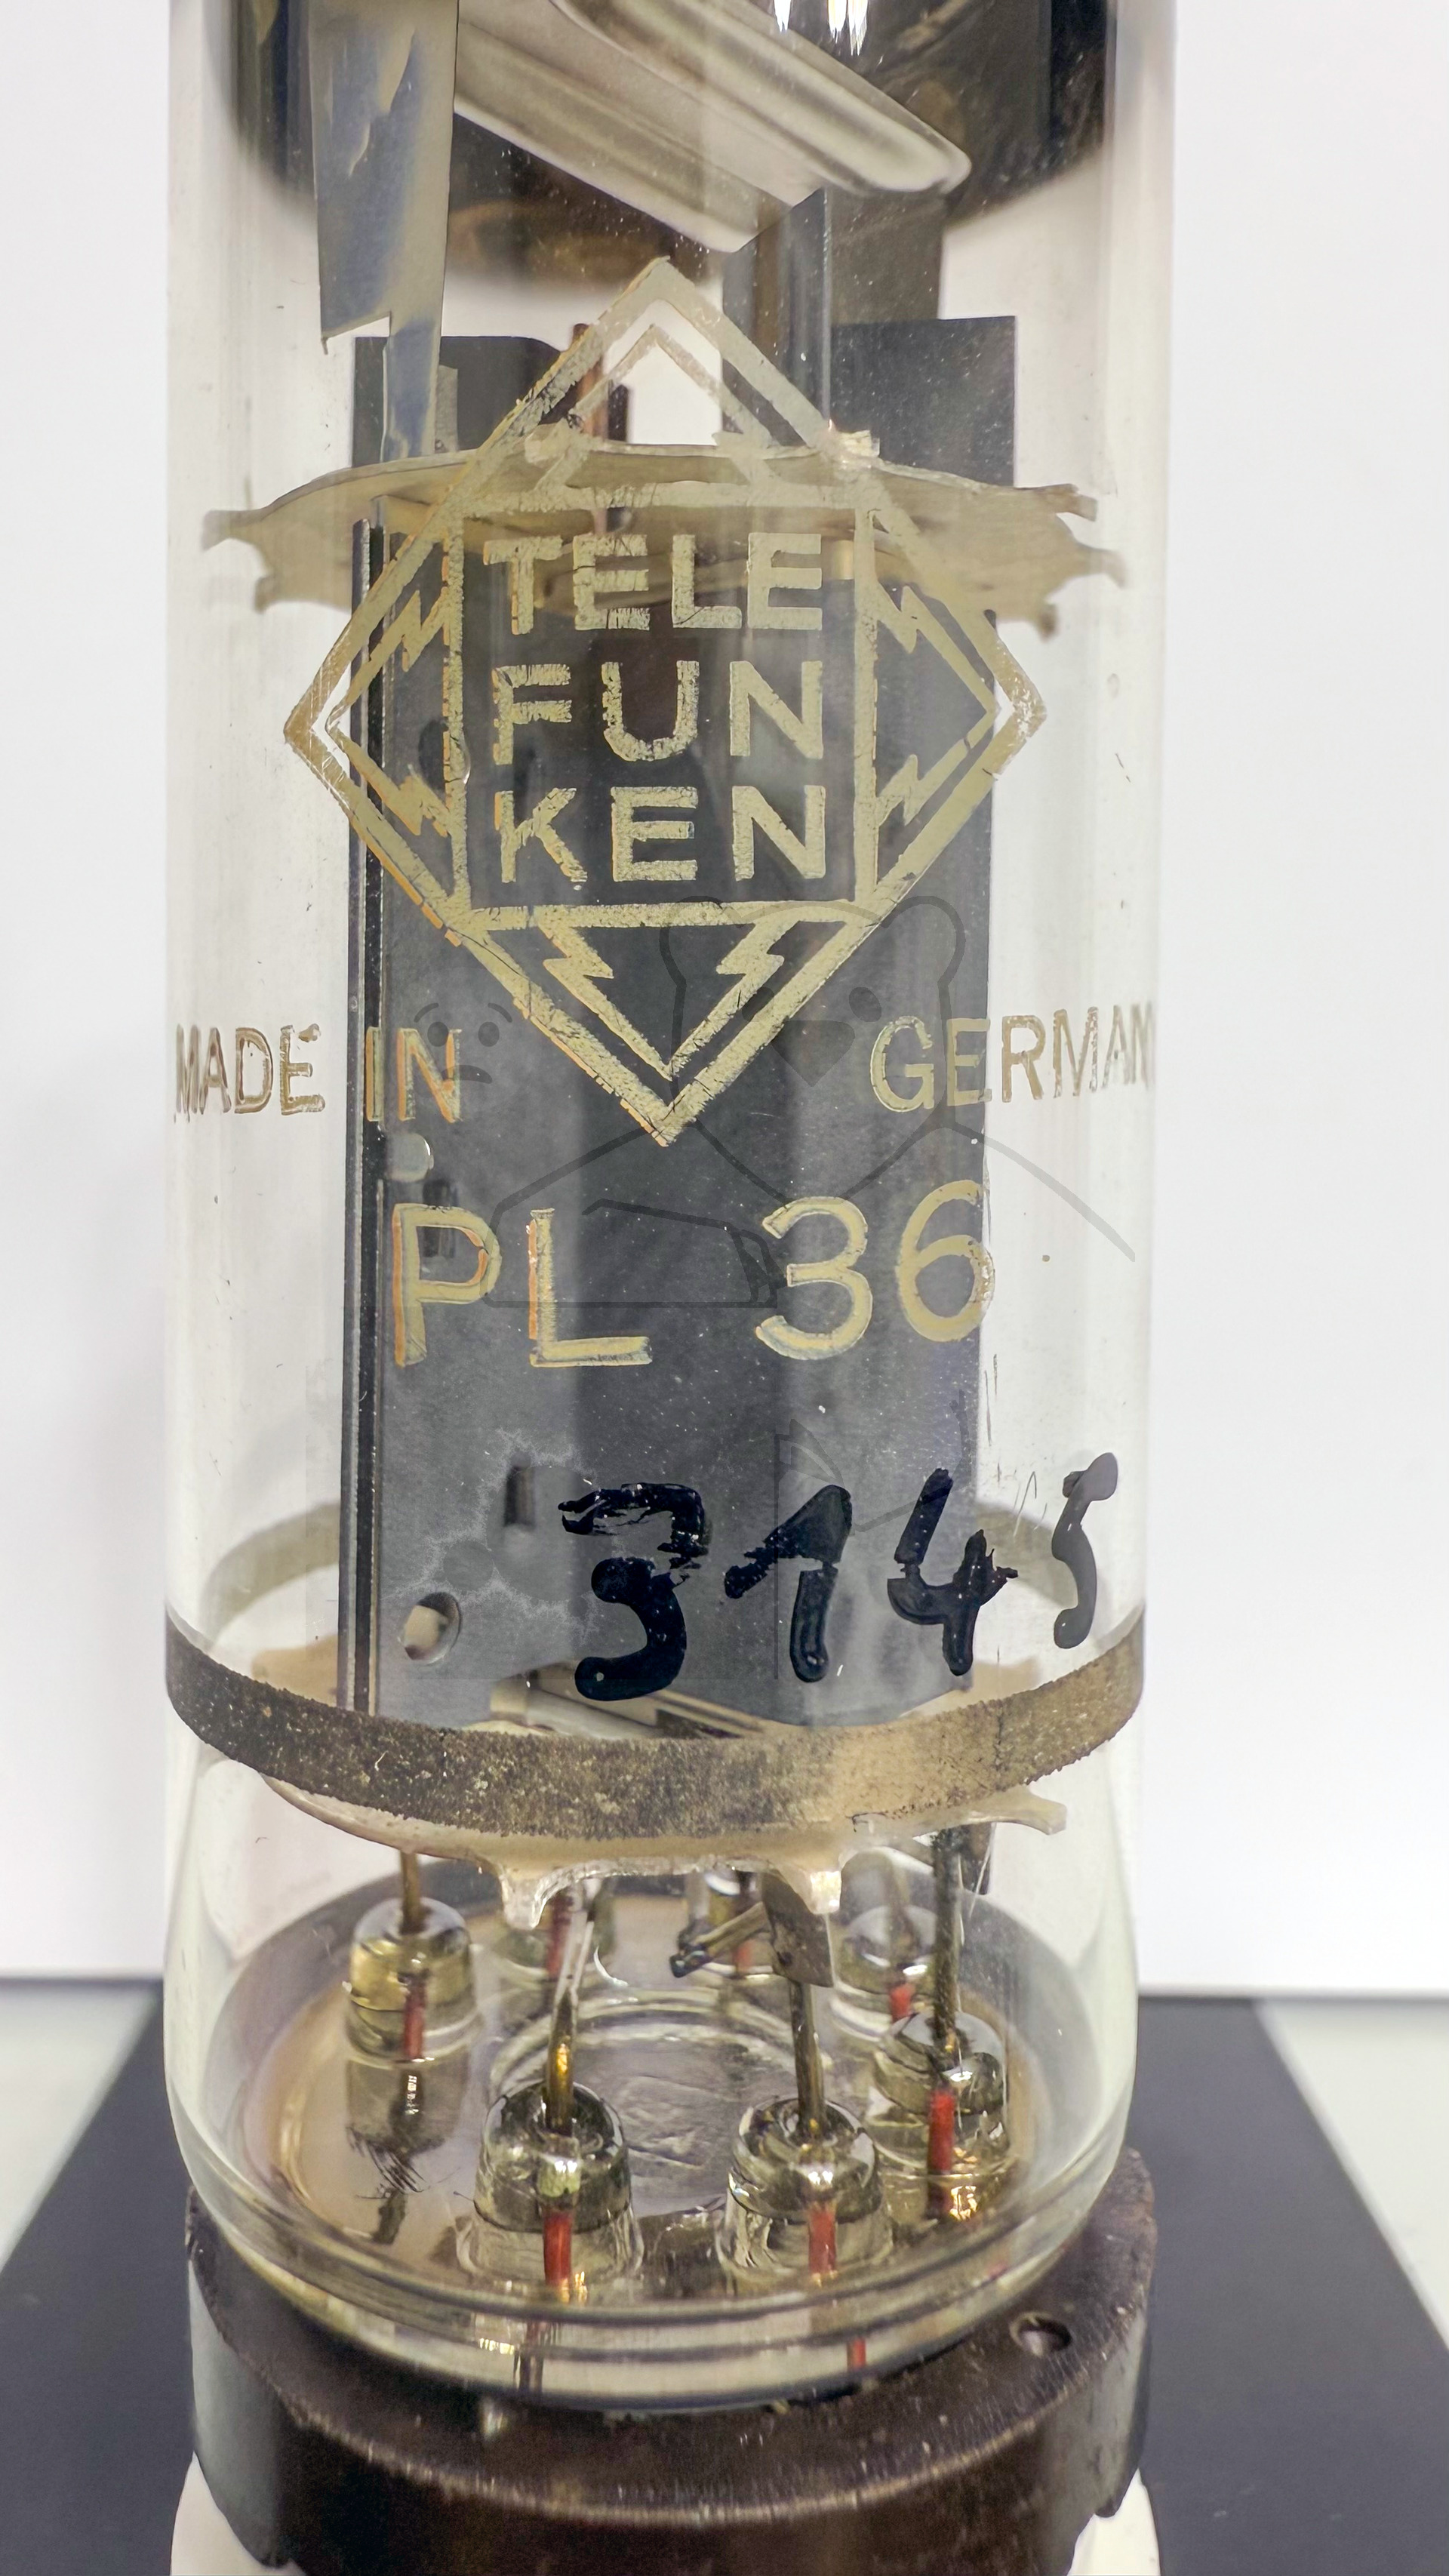 TELE
FUN
KEN
MADE IN GERMANY
PL 36
3145